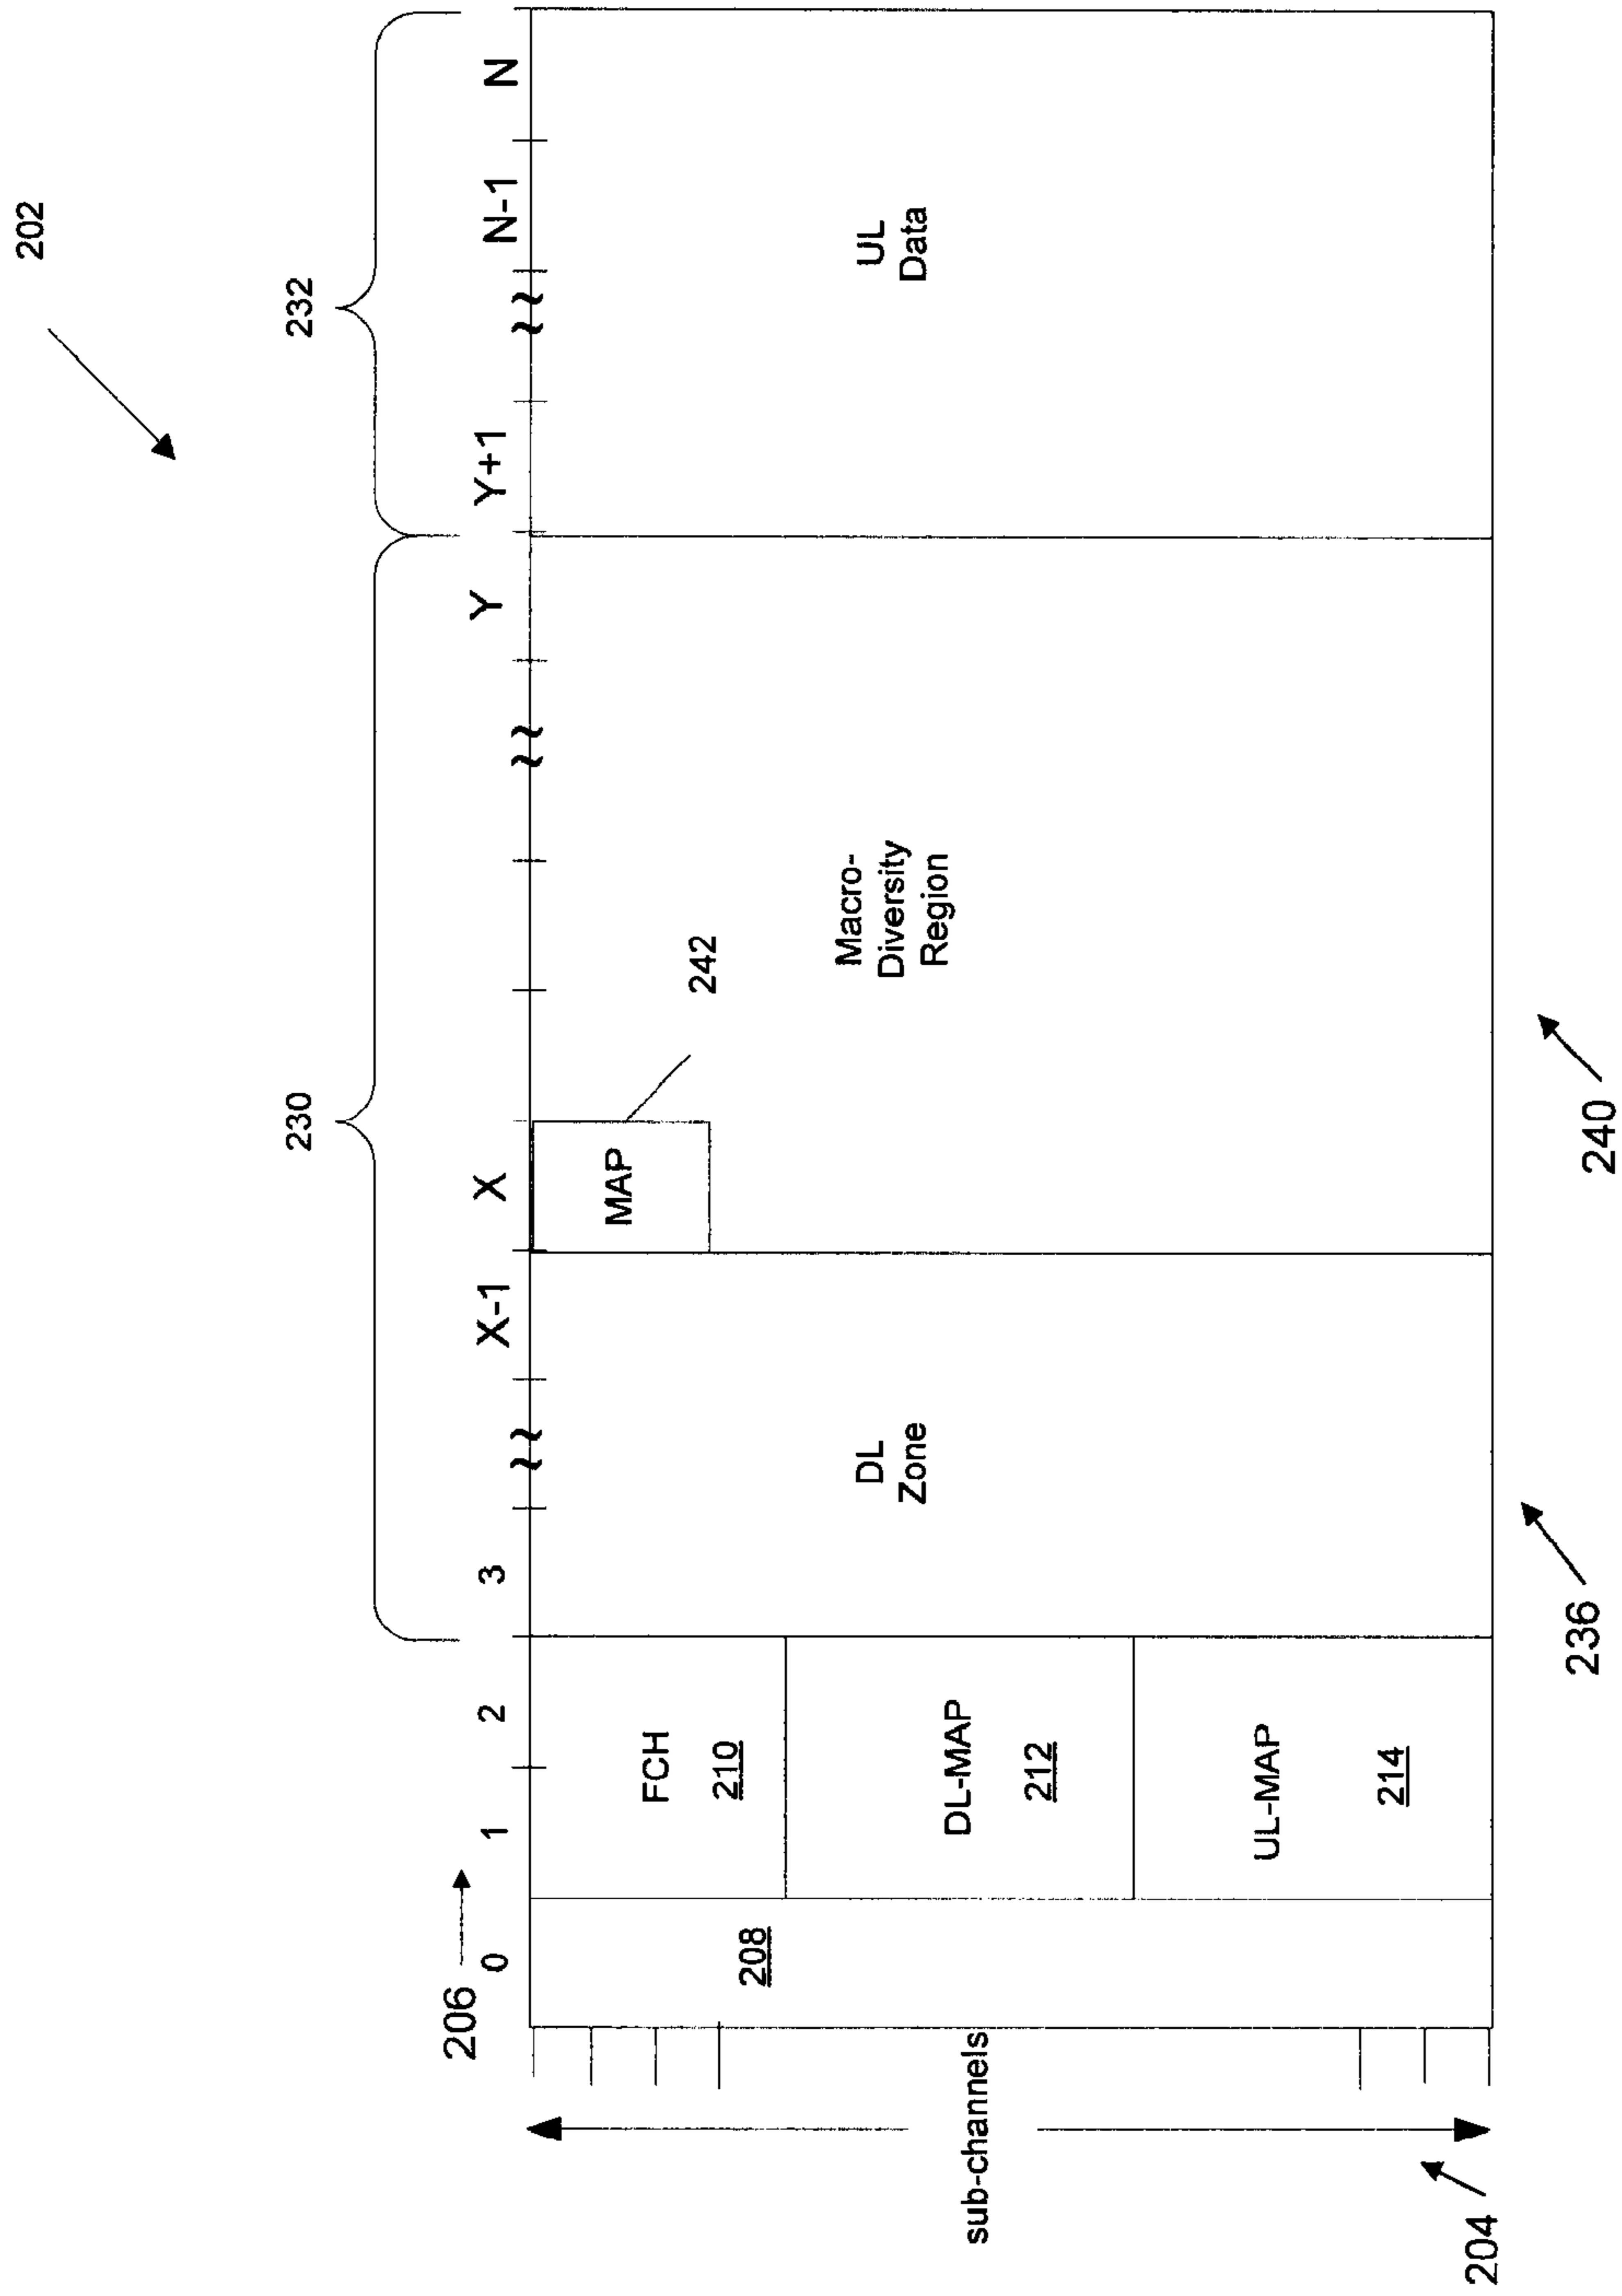 202
230
232
206
0 1 2 3 X-1 X Y Y+1 N-1 N
208
FCH
210
DL-MAP
212
UL-MAP
214
DL
Zone
MAP
242
Macro-
Diversity
Region
UL
Data
sub-channels
204
236
240